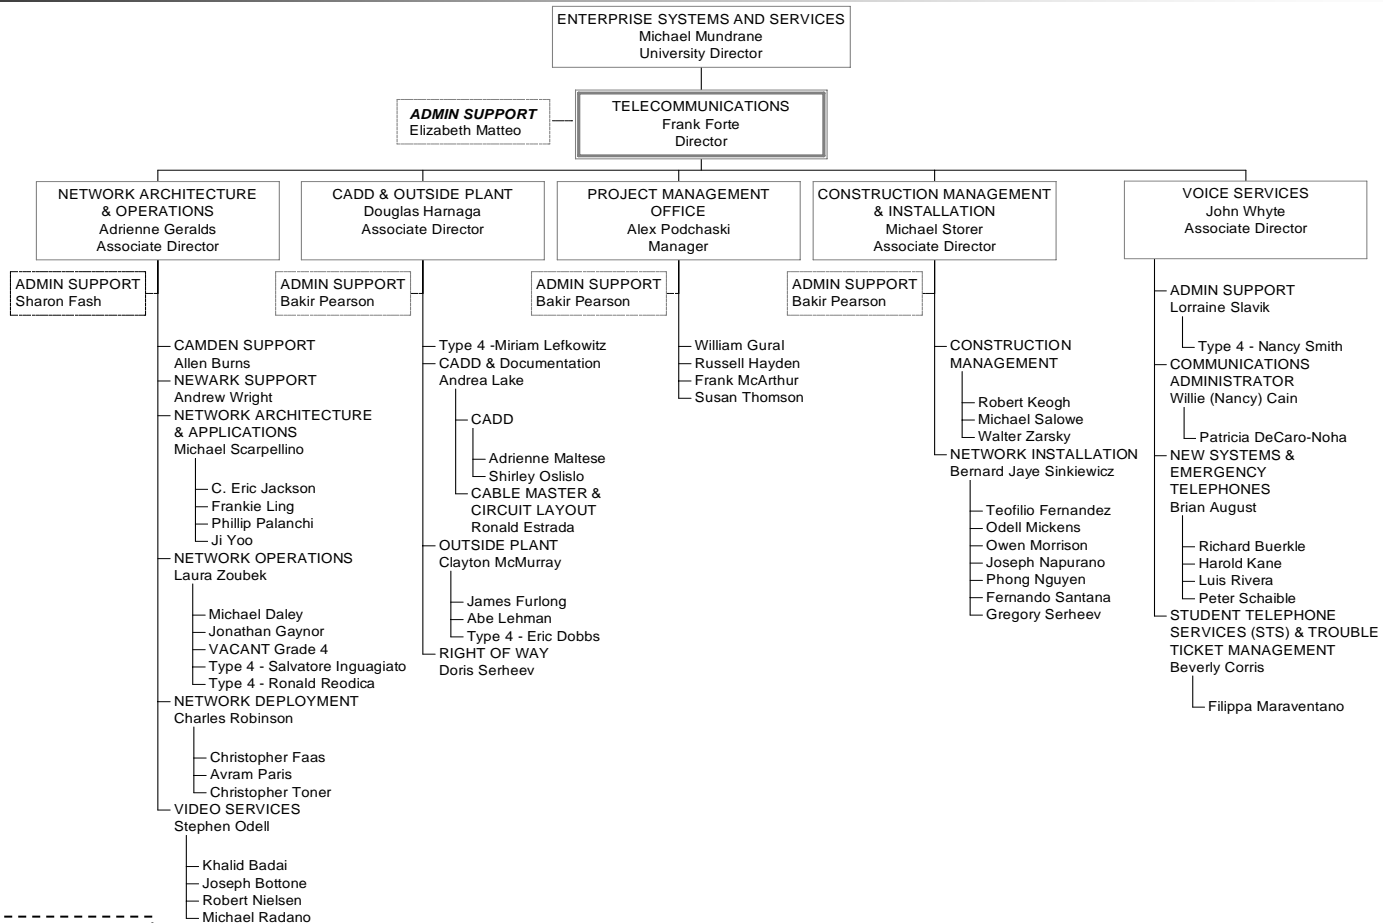 ENTERPRISE SYSTEMS AND SERVICES
Michael Mundrane
University Director
ADMIN SUPPORT
Elizabeth Matteo
TELECOMMUNICATIONS
Frank Forte
Director
NETWORK ARCHITECTURE
& OPERATIONS
Adrienne Geralds
Associate Director
ADMIN SUPPORT
Sharon Fash
CAMDEN SUPPORT
Allen Burns
NEWARK SUPPORT
Andrew Wright
NETWORK ARCHITECTURE
& APPLICATIONS
Michael Scarpellino
C. Eric Jackson
Frankie Ling
Phillip Palanchi
Ji Yoo
NETWORK OPERATIONS
Laura Zoubek
Michael Daley
Jonathan Gaynor
VACANT Grade 4
Type 4 - Salvatore Inguagiato
Type 4 - Ronald Reodica
NETWORK DEPLOYMENT
Charles Robinson
Christopher Faas
Avram Paris
Christopher Toner
VIDEO SERVICES
Stephen Odell
Khalid Badai
Joseph Bottone
Robert Nielsen
Michael Radano
CADD & OUTSIDE PLANT
Douglas Harnaga
Associate Director
ADMIN SUPPORT
Bakir Pearson
Type 4 -Miriam Lefkowitz
CADD & Documentation
Andrea Lake
CADD
Adrienne Maltese
Shirley Oslislo
CABLE MASTER &
CIRCUIT LAYOUT
Ronald Estrada
OUTSIDE PLANT
Clayton McMurray
James Furlong
Abe Lehman
Type 4 - Eric Dobbs
RIGHT OF WAY
Doris Serheev
PROJECT MANAGEMENT
OFFICE
Alex Podchaski
Manager
ADMIN SUPPORT
Bakir Pearson
William Gural
Russell Hayden
Frank McArthur
Susan Thomson
CONSTRUCTION MANAGEMENT
& INSTALLATION
Michael Storer
Associate Director
ADMIN SUPPORT
Bakir Pearson
CONSTRUCTION
MANAGEMENT
Robert Keogh
Michael Salowe
Walter Zarsky
NETWORK INSTALLATION
Bernard Jaye Sinkiewicz
Teofilio Fernandez
Odell Mickens
Owen Morrison
Joseph Napurano
Phong Nguyen
Fernando Santana
Gregory Serheev
VOICE SERVICES
John Whyte
Associate Director
ADMIN SUPPORT
Lorraine Slavik
Type 4 - Nancy Smith
COMMUNICATIONS
ADMINISTRATOR
Willie (Nancy) Cain
Patricia DeCaro-Noha
NEW SYSTEMS &
EMERGENCY
TELEPHONES
Brian August
Richard Buerkle
Harold Kane
Luis Rivera
Peter Schaible
STUDENT TELEPHONE
SERVICES (STS) & TROUBLE
TICKET MANAGEMENT
Beverly Corris
Filippa Maraventano